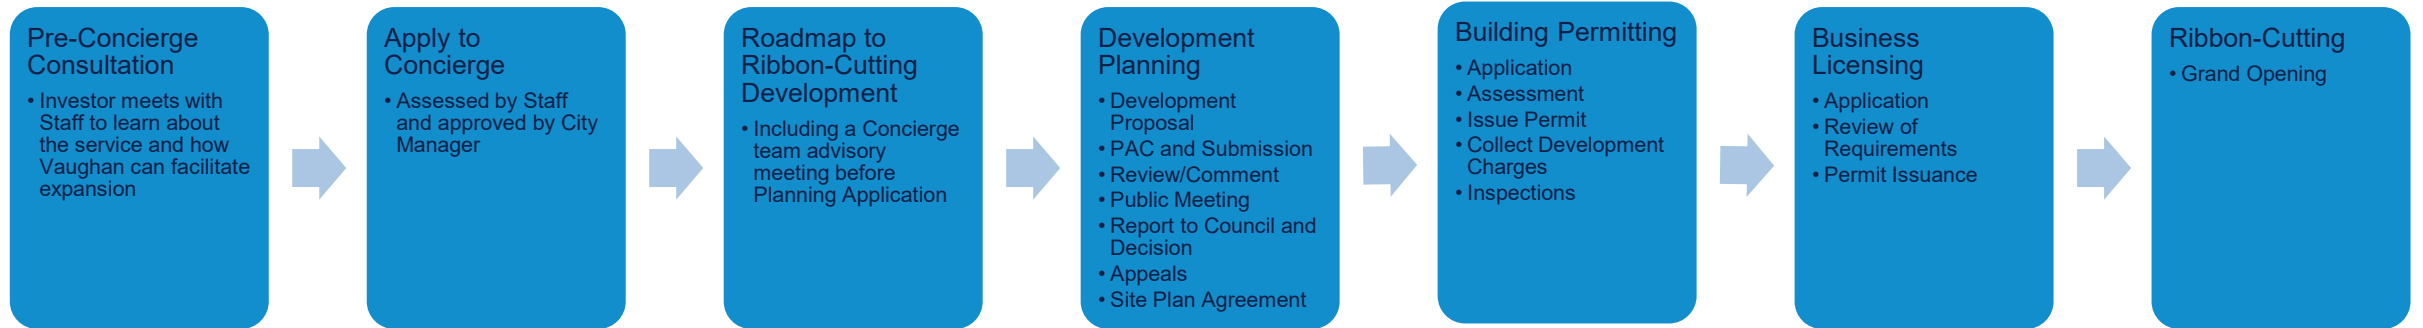 Pre-Concierge
Consultation
• Investor meets with
Staff to learn about
the service and how
Vaughan can facilitate
expansion
Apply to
Concierge
• Assessed by Staff
and approved by City
Manager
Roadmap to
Ribbon-Cutting
Development
• Including a Concierge
team advisory
meeting before
Planning Application
Development
Planning
• Development
Proposal
• PAC and Submission
• Review/Comment
• Public Meeting
• Report to Council and
Decision
• Appeals
• Site Plan Agreement
Building Permitting
• Application
• Assessment
• Issue Permit
• Collect Development
Charges
• Inspections
Business
Licensing
• Application
• Review of
Requirements
• Permit Issuance
Ribbon-Cutting
• Grand Opening